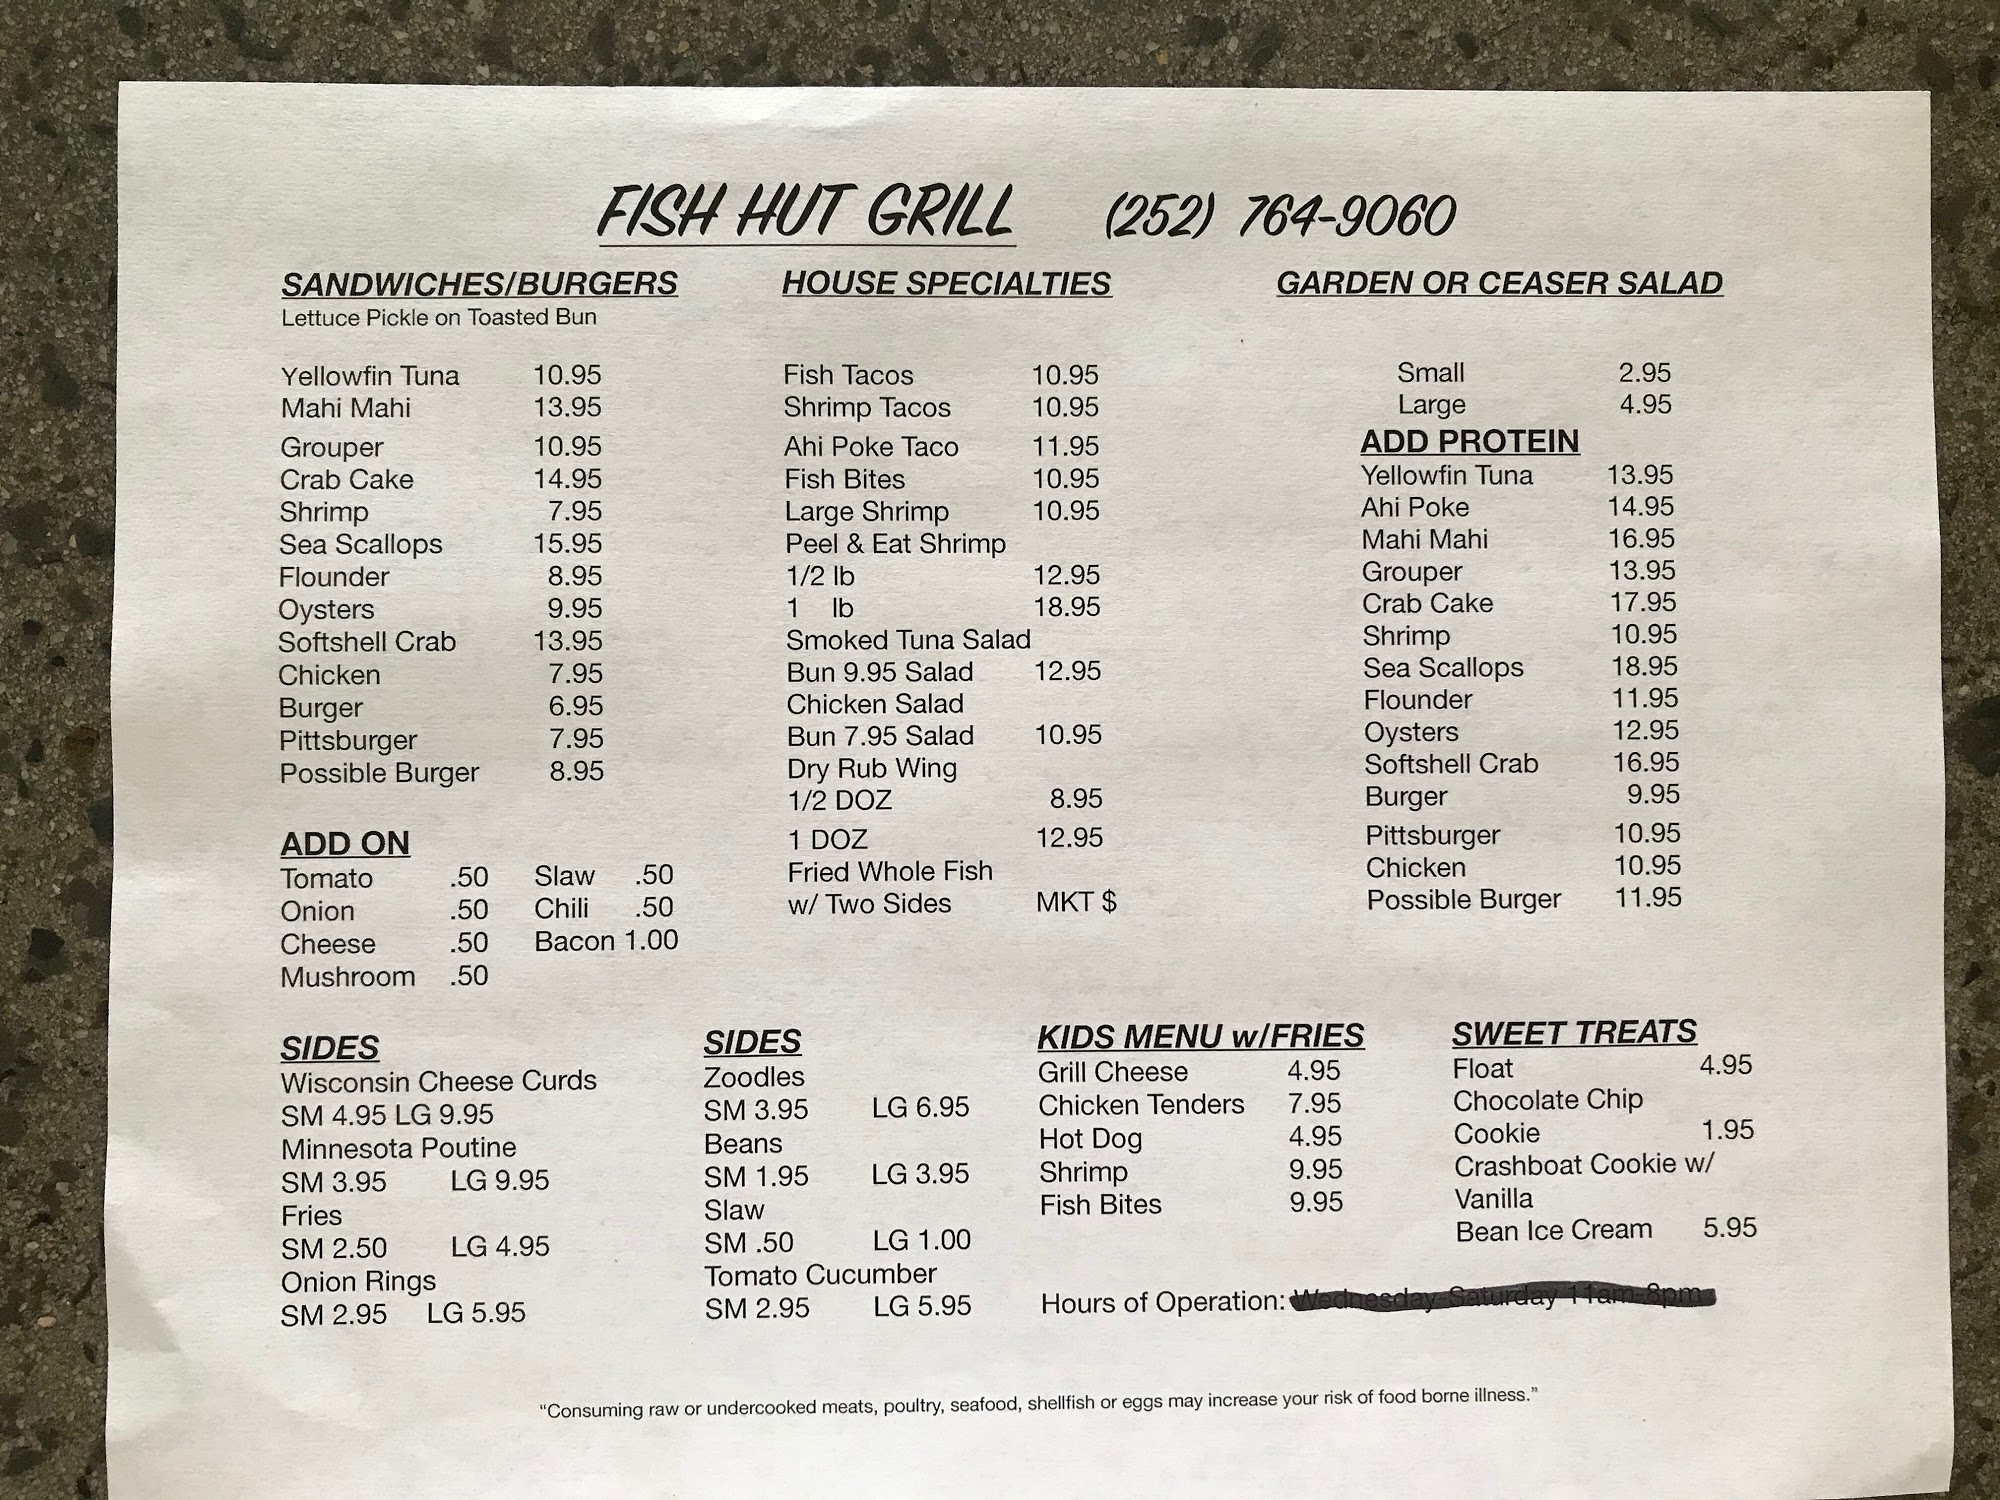 FISH HUT GRILL (252) 764-9060
SANDWICHES/BURGERS
Lettuce Pickle on Toasted Bun
Yellowfin Tuna 10.95
Mahi Mahi 13.95
Grouper 10.95
Crab Cake 14.95
Shrimp 7.95
Sea Scallops 15.95
Flounder 8.95
Oysters 9.95
Softshell Crab 13.95
Chicken 7.95
Burger 6.95
Pittsburger 7.95
Possible Burger 8.95
ADD ON
Tomato .50 Slaw .50
Onion .50 Chili .50
Cheese .50 Bacon 1.00
Mushroom .50
HOUSE SPECIALTIES
Fish Tacos 10.95
Shrimp Tacos 10.95
Ahi Poke Taco 11.95
Fish Bites 10.95
Large Shrimp 10.95
Peel & Eat Shrimp
1/2 lb 12.95
1 lb 18.95
Smoked Tuna Salad
Bun 9.95 Salad 12.95
Chicken Salad
Bun 7.95 Salad 10.95
Dry Rub Wing
1/2 DOZ 8.95
1 DOZ 12.95
Fried Whole Fish
w/ Two Sides MKT $
GARDEN OR CEASER SALAD
Small 2.95
Large 4.95
ADD PROTEIN
Yellowfin Tuna 13.95
Ahi Poke 14.95
Mahi Mahi 16.95
Grouper 13.95
Crab Cake 17.95
Shrimp 10.95
Sea Scallops 18.95
Flounder 11.95
Oysters 12.95
Softshell Crab 16.95
Burger 9.95
Pittsburger 10.95
Chicken 10.95
Possible Burger 11.95
SIDES
Wisconsin Cheese Curds
SM 4.95 LG 9.95
Minnesota Poutine
SM 3.95 LG 9.95
Fries
SM 2.50 LG 4.95
Onion Rings
SM 2.95 LG 5.95
SIDES
Zoodles
SM 3.95 LG 6.95
Beans
SM 1.95 LG 3.95
Slaw
SM .50 LG 1.00
Tomato Cucumber
SM 2.95 LG 5.95
KIDS MENU w/FRIES
Grill Cheese 4.95
Chicken Tenders 7.95
Hot Dog 4.95
Shrimp 9.95
Fish Bites 9.95
SWEET TREATS
Float 4.95
Chocolate Chip
Cookie 1.95
Crashboat Cookie w/
Vanilla
Bean Ice Cream 5.95
Hours of Operation: Wednesday-Saturday 11am-8pm
“Consuming raw or undercooked meats, poultry, seafood, shellfish or eggs may increase your risk of food borne illness.”